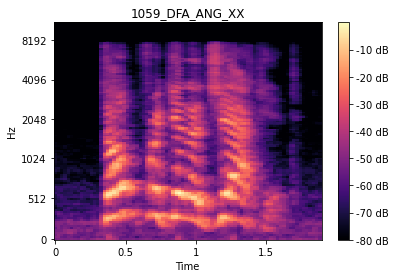 1059_DFA_ANG_XX
Hz
8192
4096
2048
1024
512
0
0
0.5
1
1.5
Time
-10 dB
-20 dB
-30 dB
-40 dB
-50 dB
-60 dB
-70 dB
-80 dB